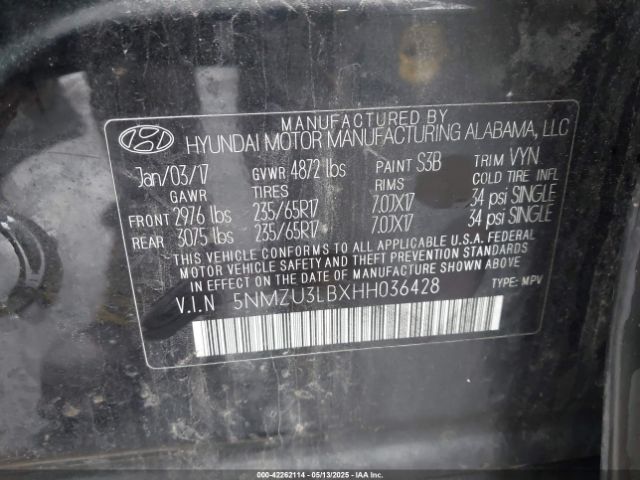 MANUFACTURED BY
HYUNDAI MOTOR MANUFACTURING ALABAMA, LLC
Jan/03/17 GVWR 4872 lbs PAINT S3B TRIM VYN
GAWR TIRES RIMS COLD TIRE INFL
FRONT 2976 lbs 235/65R17 7.0JX17 34 psi SINGLE
REAR 3075 lbs 235/65R17 7.0JX17 34 psi SINGLE
THIS VEHICLE CONFORMS TO ALL APPLICABLE U.S.A. FEDERAL
MOTOR VEHICLE SAFETY AND THEFT PREVENTION STANDARDS
IN EFFECT ON THE DATE OF MANUFACTURE SHOWN ABOVE.
V.I.N 5NMZU3LBXHH036428 TYPE: MPV
000-42262114 - 05/13/2025 - IAAI.COM